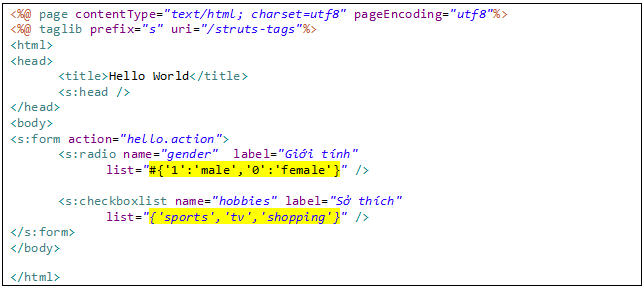 <%@ page contentType="text/html; charset=utf8" pageEncoding="utf8"%>
<%@ taglib prefix="s" uri="/struts-tags"%>
<html>
<head>
<title>Hello World</title>
<s:head />
</head>
<body>
<s:form action="hello.action">
<s:radio name="gender"  label="Giới tính"
list="#{'1':'male','0':'female'}" />
<s:checkboxlist name="hobbies" label="Sở thích"
list="{'sports','tv','shopping'}" />
</s:form>
</body>
</html>